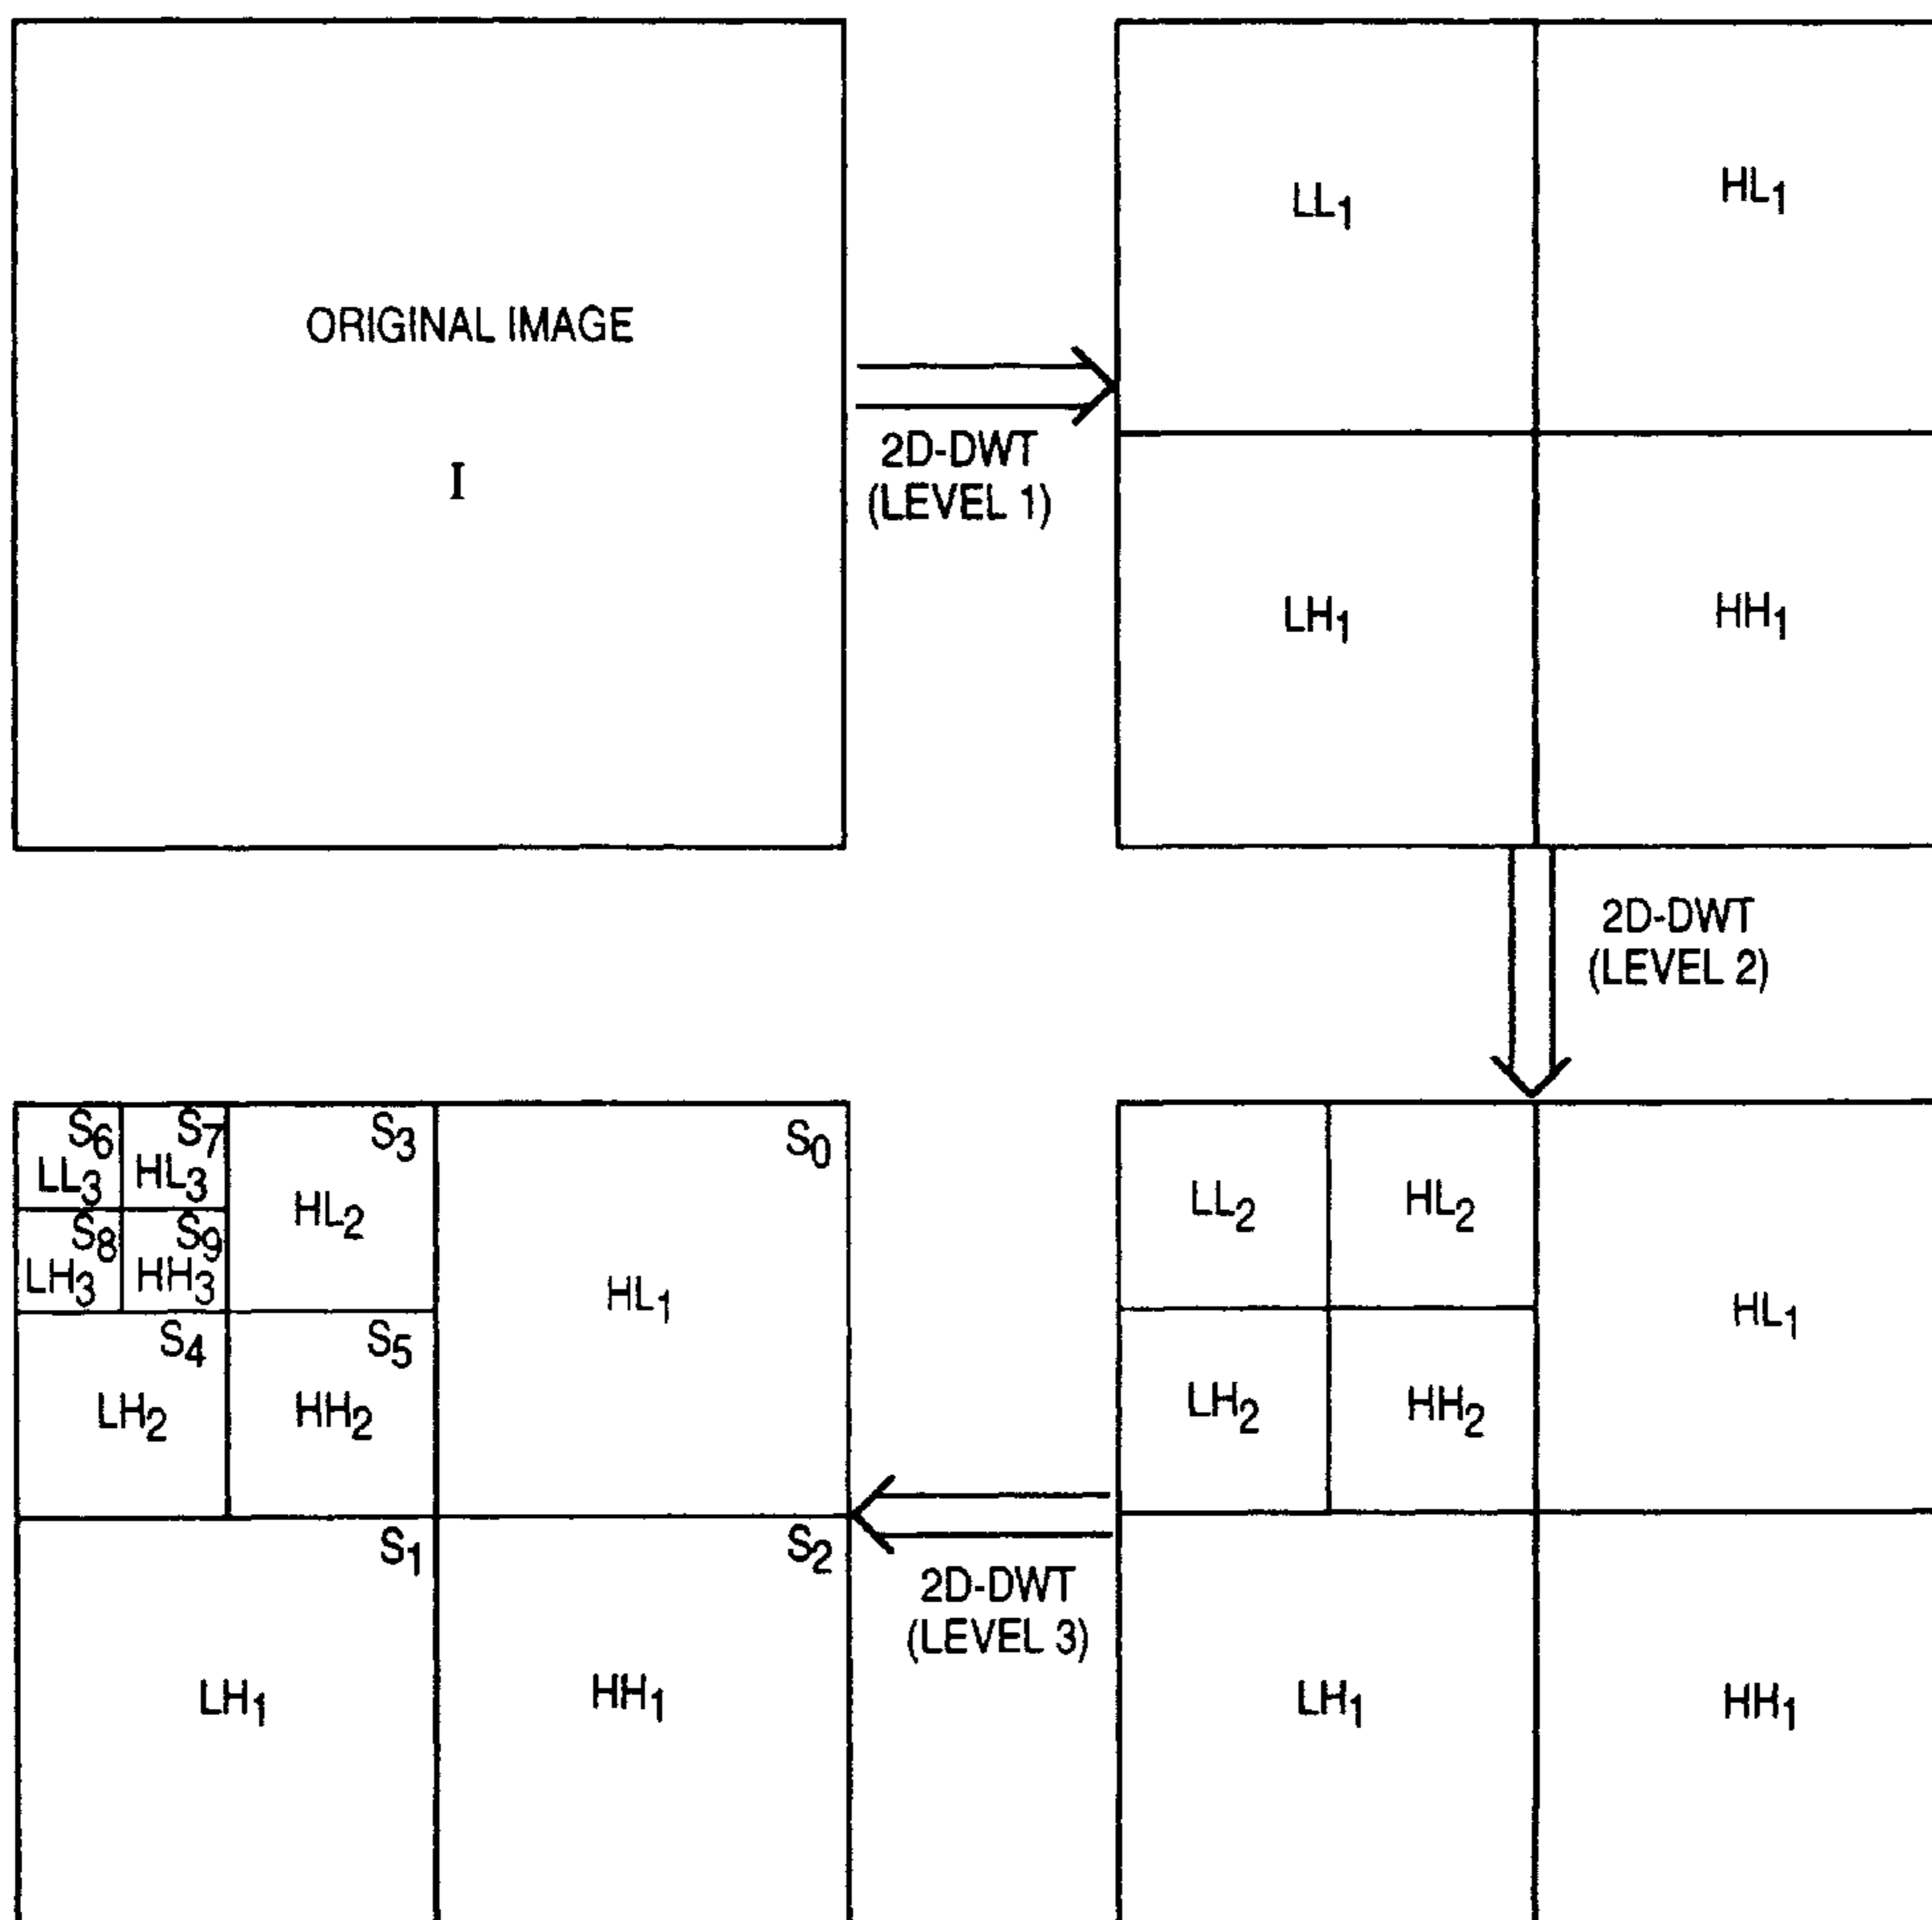 ORIGINAL IMAGE
I
2D-DWT
(LEVEL 1)
LL1
HL1
LH1
HH1
2D-DWT
(LEVEL 2)
LL2
HL2
HL1
LH2
HH2
LH1
HH1
2D-DWT
(LEVEL 3)
S6
LL3
S7
HL3
S3
HL2
S0
HL1
S8
LH3
S9
HH3
S4
LH2
S5
HH2
S1
LH1
S2
HH1